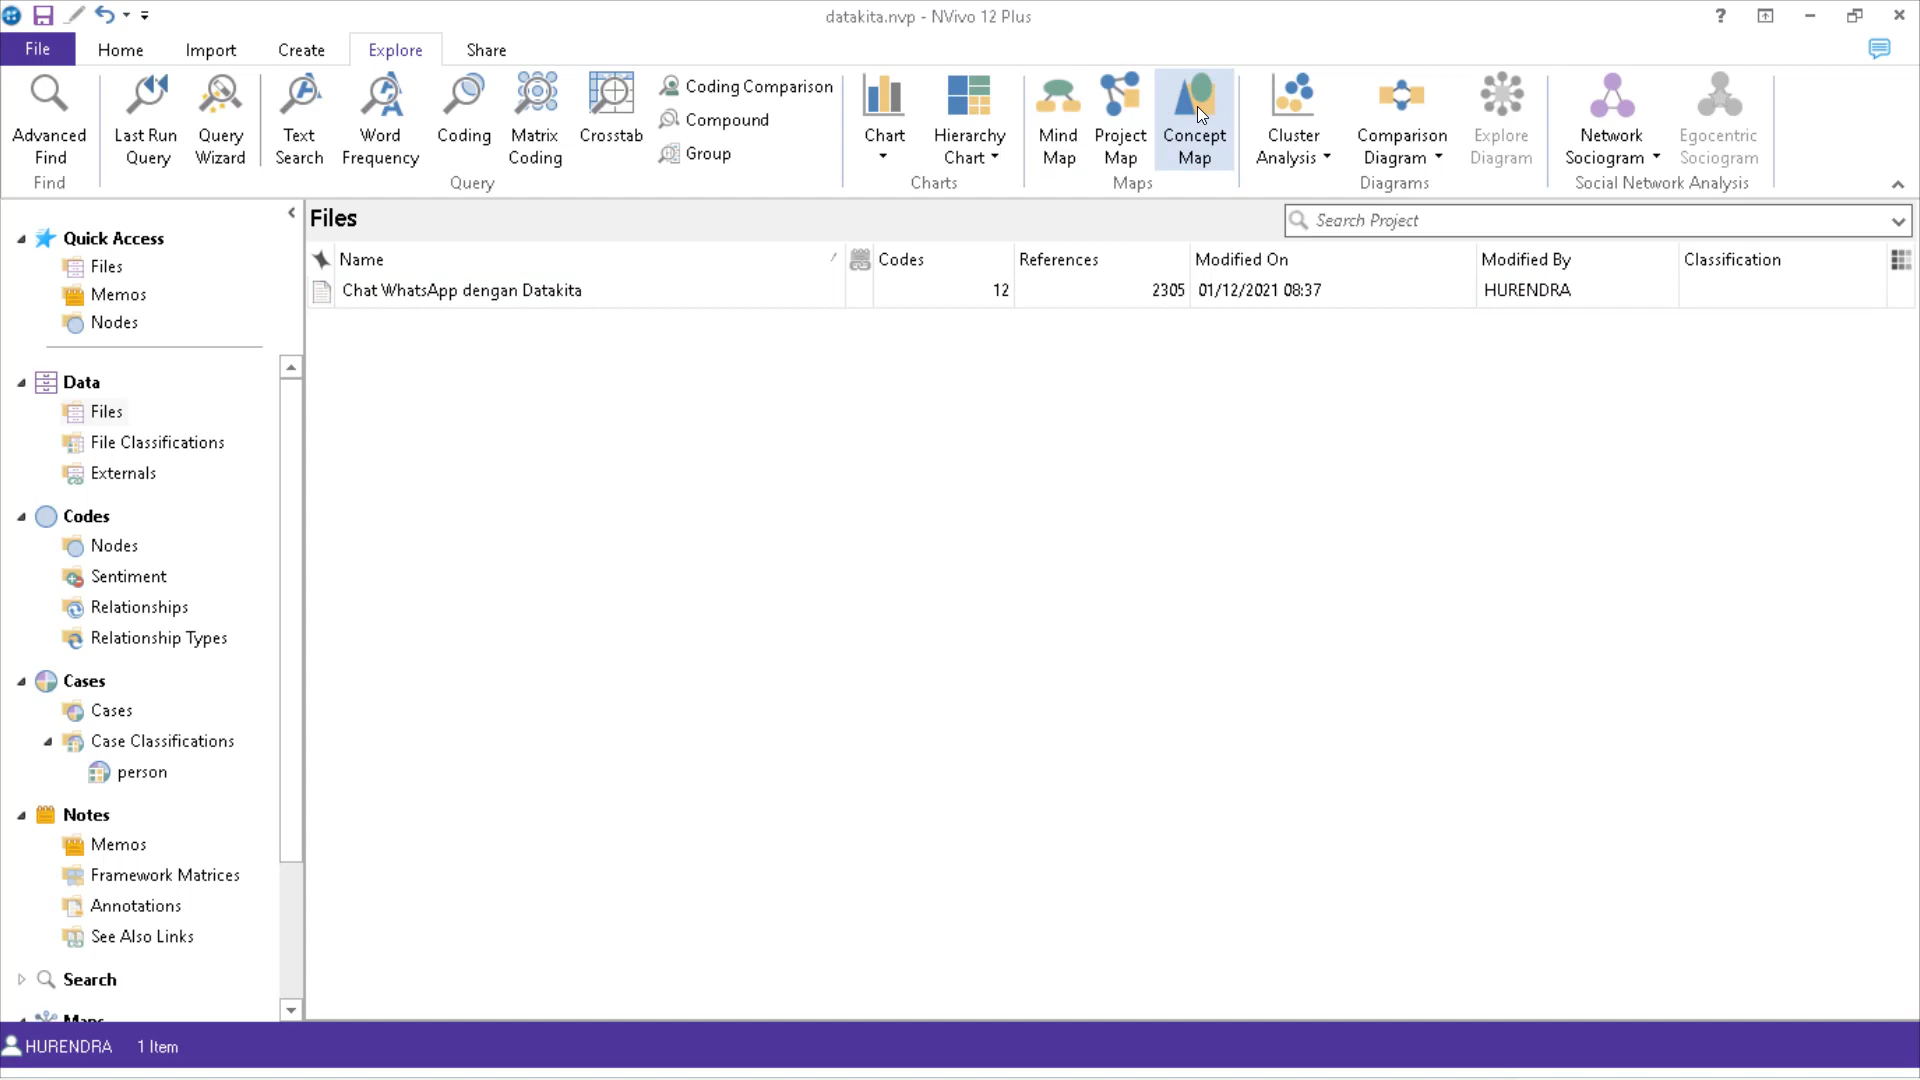 datakita.nvp - NVivo 12 Plus
File Home Import Create Explore Share
Advanced Find
Last Run Query
Query Wizard
Text Search
Word Frequency
Coding
Matrix Coding
Crosstab
Coding Comparison
Compound
Group
Chart
Hierarchy Chart
Mind Map
Project Map
Concept Map
Cluster Analysis
Comparison Diagram
Explore Diagram
Network Sociogram
Egocentric Sociogram
Find Query Charts Maps Diagrams Social Network Analysis
Quick Access
Files
Memos
Nodes
Data
Files
File Classifications
Externals
Codes
Nodes
Sentiment
Relationships
Relationship Types
Cases
Cases
Case Classifications
person
Notes
Memos
Framework Matrices
Annotations
See Also Links
Search
Maps
Files
Search Project
Name Codes References Modified On Modified By Classification
Chat WhatsApp dengan Datakita 12 2305 01/12/2021 08:37 HURENDRA
HURENDRA 1 Item